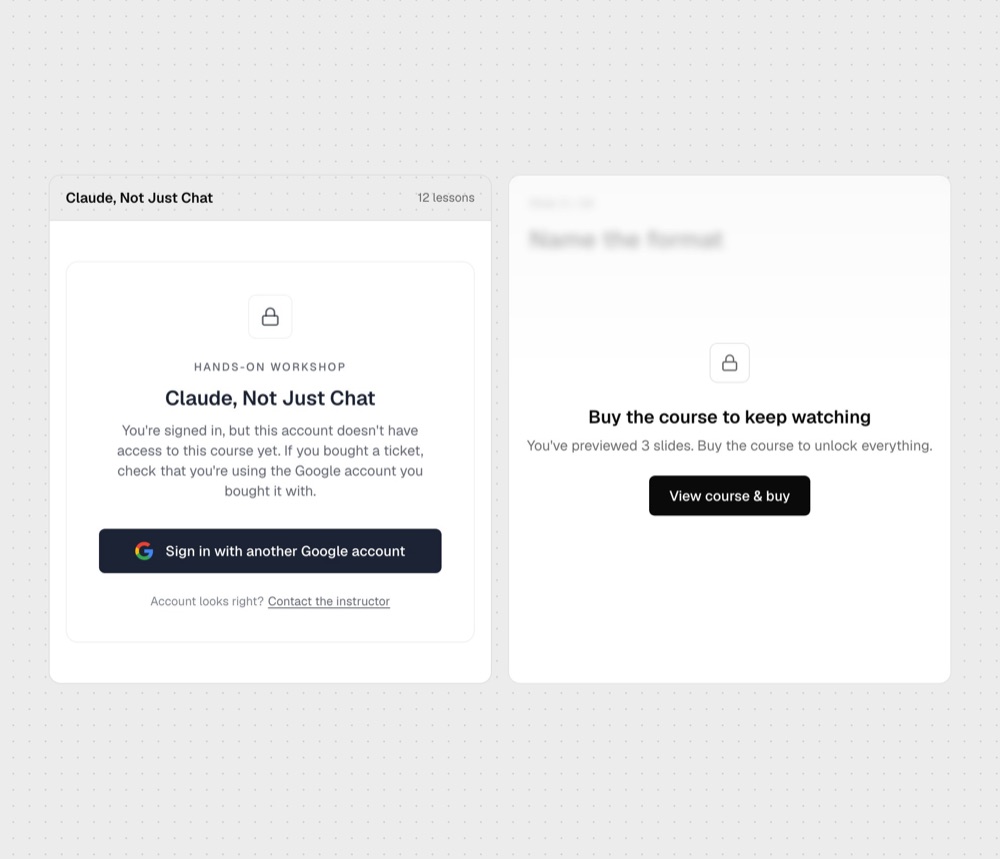 Claude, Not Just Chat
12 lessons
HANDS-ON WORKSHOP
Claude, Not Just Chat
You're signed in, but this account doesn't have
access to this course yet. If you bought a ticket,
check that you're using the Google account you
bought it with.
Sign in with another Google account
Account looks right? Contact the instructor
Name the format
Buy the course to keep watching
You've previewed 3 slides. Buy the course to unlock everything.
View course & buy